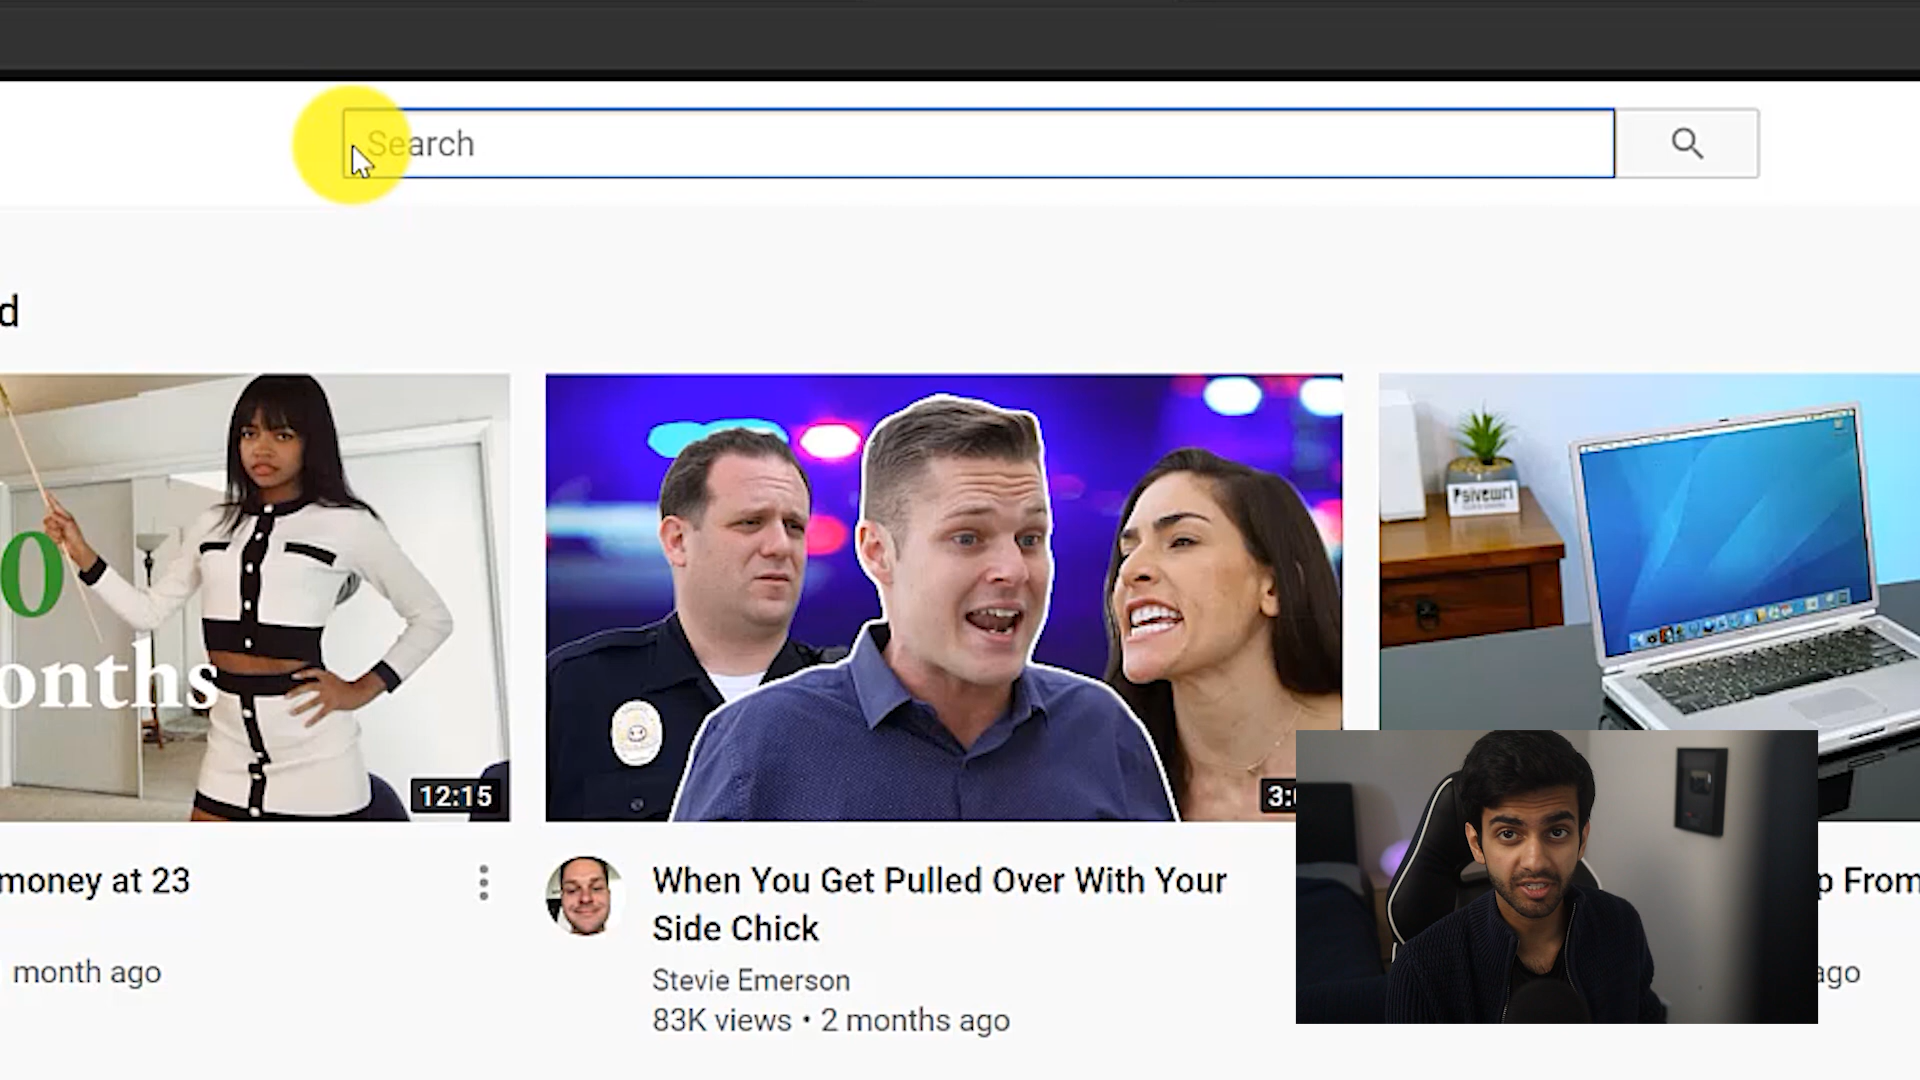 Search
d
0
onths
12:15
Psivewri
money at 23
month ago
When You Get Pulled Over With Your
Side Chick
Stevie Emerson
83K views • 2 months ago
p From
ago